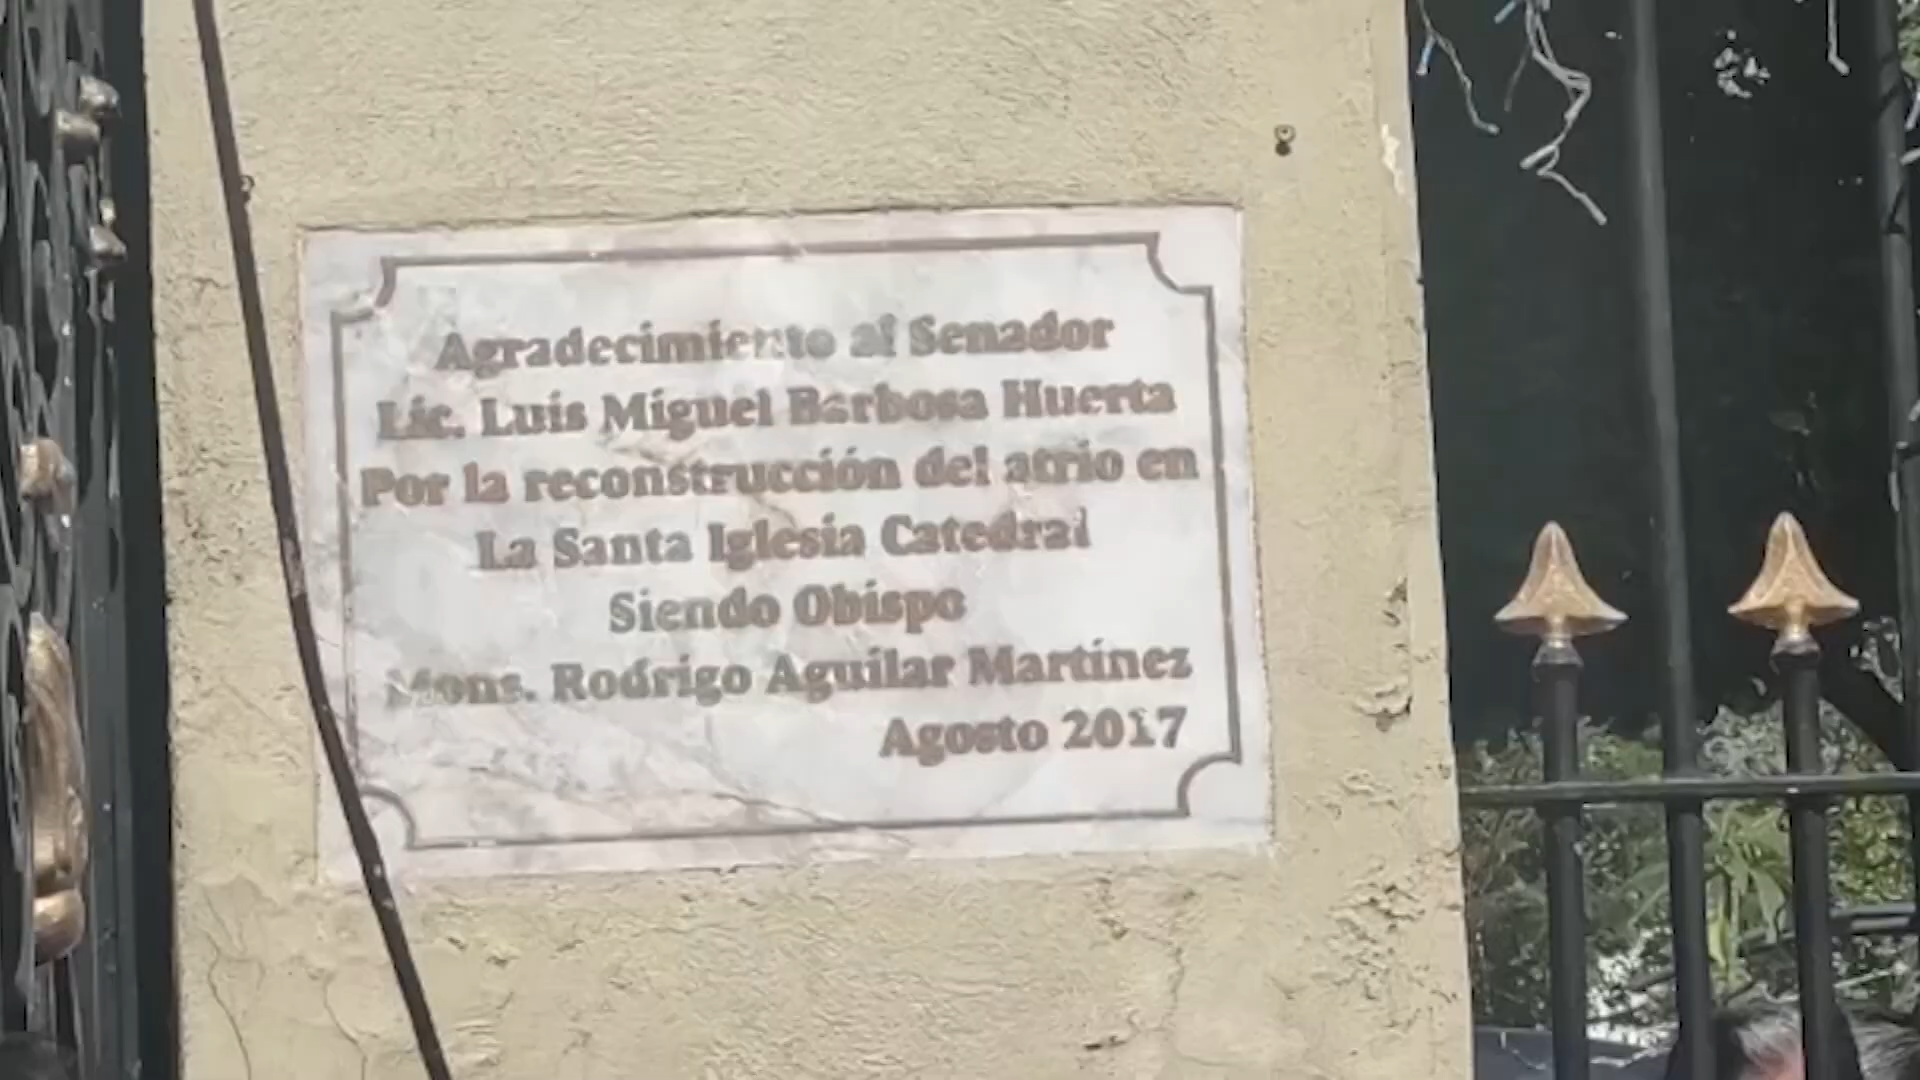 Agradecimiento al Senador
Lic. Luis Miguel Barbosa Huerta
Por la reconstrucción del atrio en
La Santa Iglesia Catedral
Siendo Obispo
Mons. Rodrigo Aguilar Martínez
Agosto 2017